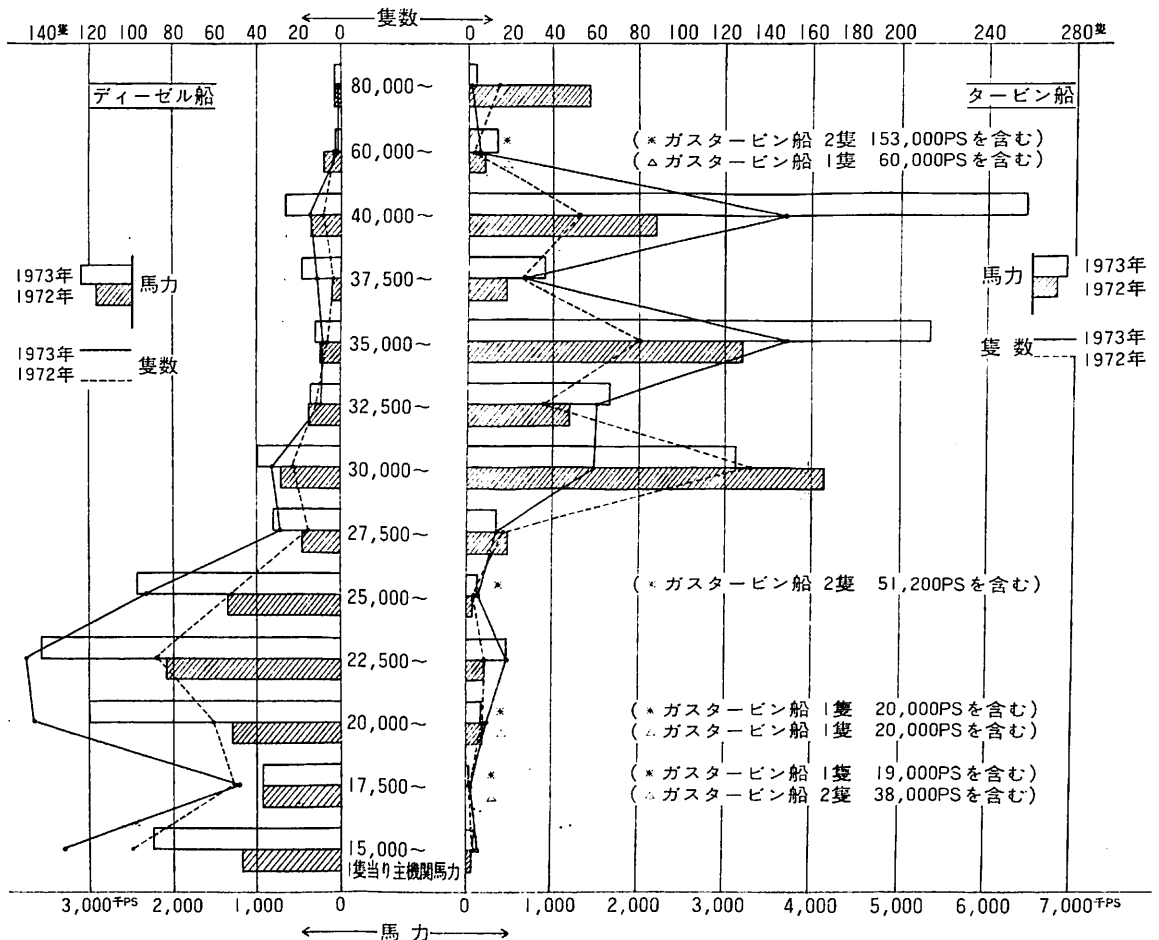 ←隻数→
140隻 120 100 80 60 40 20 0 0 20 40 60 80 100 120 140 160 180 200 220 240 260 280隻
ディーゼル船
タービン船
80,000～
60,000～
(* ガスタービン船 2隻 153,000PSを含む)
(△ ガスタービン船 1隻 60,000PSを含む)
40,000～
37,500～
1973年
1972年
馬力
馬力
1973年
1972年
35,000～
1973年
1972年
隻数
隻 数
1973年
1972年
32,500～
30,000～
27,500～
25,000～
(* ガスタービン船 2隻 51,200PSを含む)
22,500～
20,000～
(* ガスタービン船 1隻 20,000PSを含む)
(△ ガスタービン船 1隻 20,000PSを含む)
17,500～
(* ガスタービン船 1隻 19,000PSを含む)
(△ ガスタービン船 2隻 38,000PSを含む)
15,000～
1隻当り主機関馬力
3,000千PS 2,000 1,000 0 0 1,000 2,000 3,000 4,000 5,000 6,000 7,000千PS
←馬 力→